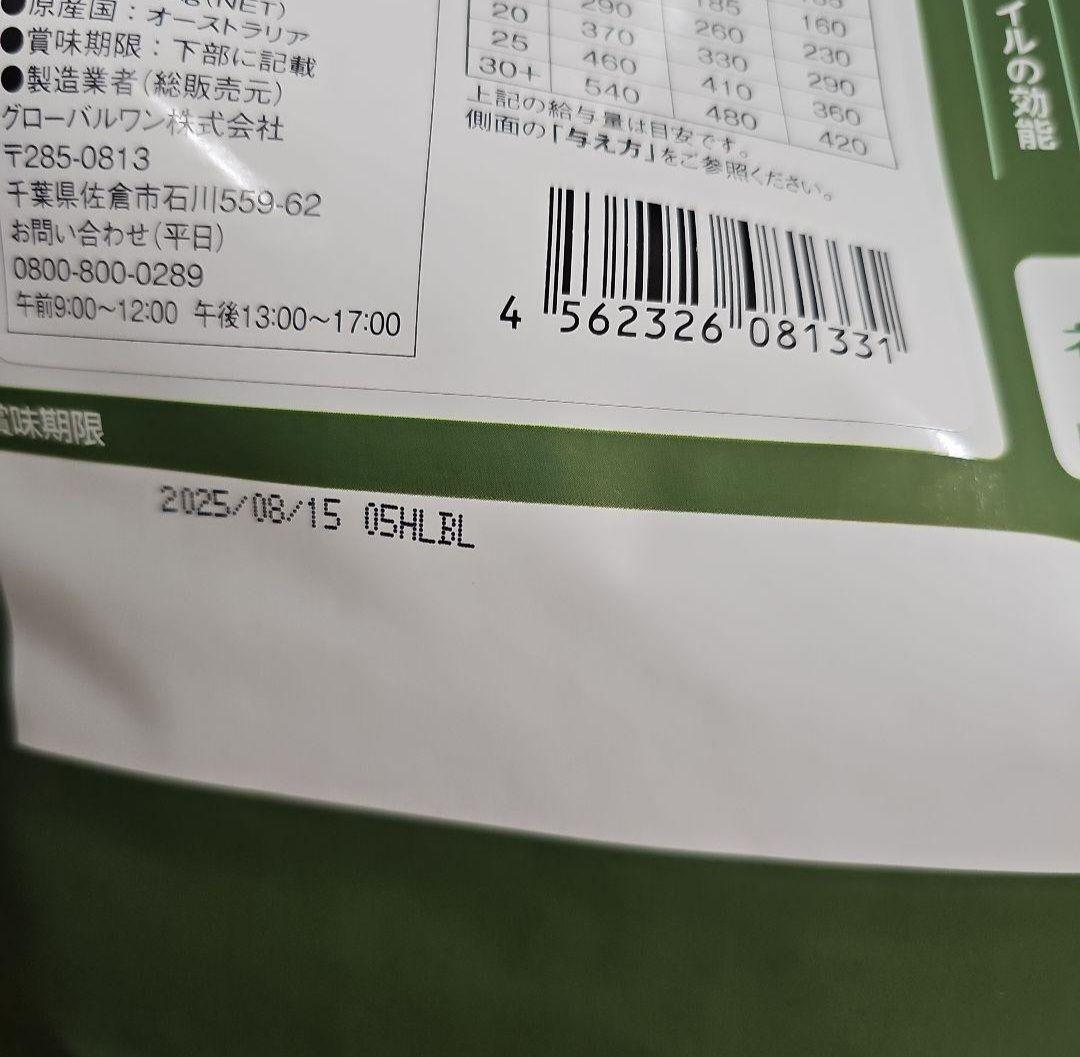 (NET)
●原産国：オーストラリア
●賞味期限：下部に記載
●製造業者(総販売元)
グローバルワン株式会社
〒285-0813
千葉県佐倉市石川559-62
お問い合わせ(平日)
0800-800-0289
午前9:00～12:00 午後13:00～17:00
290 185
20 370 260 160
25 460 330 230
30+ 540 410 290
480 360
420
上記の給与量は目安です。
側面の「与え方」をご参照ください。
4 562326 081331
イルの効能
賞味期限
2025/08/15 05HLBL